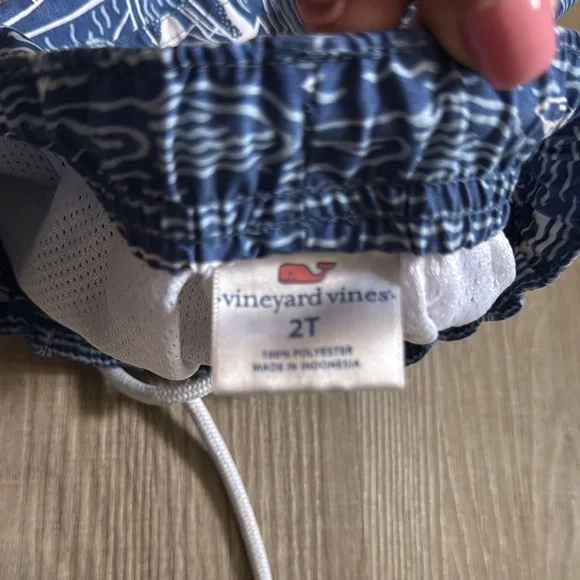 vineyard vines
2T
100% POLYESTER
MADE IN INDONESIA